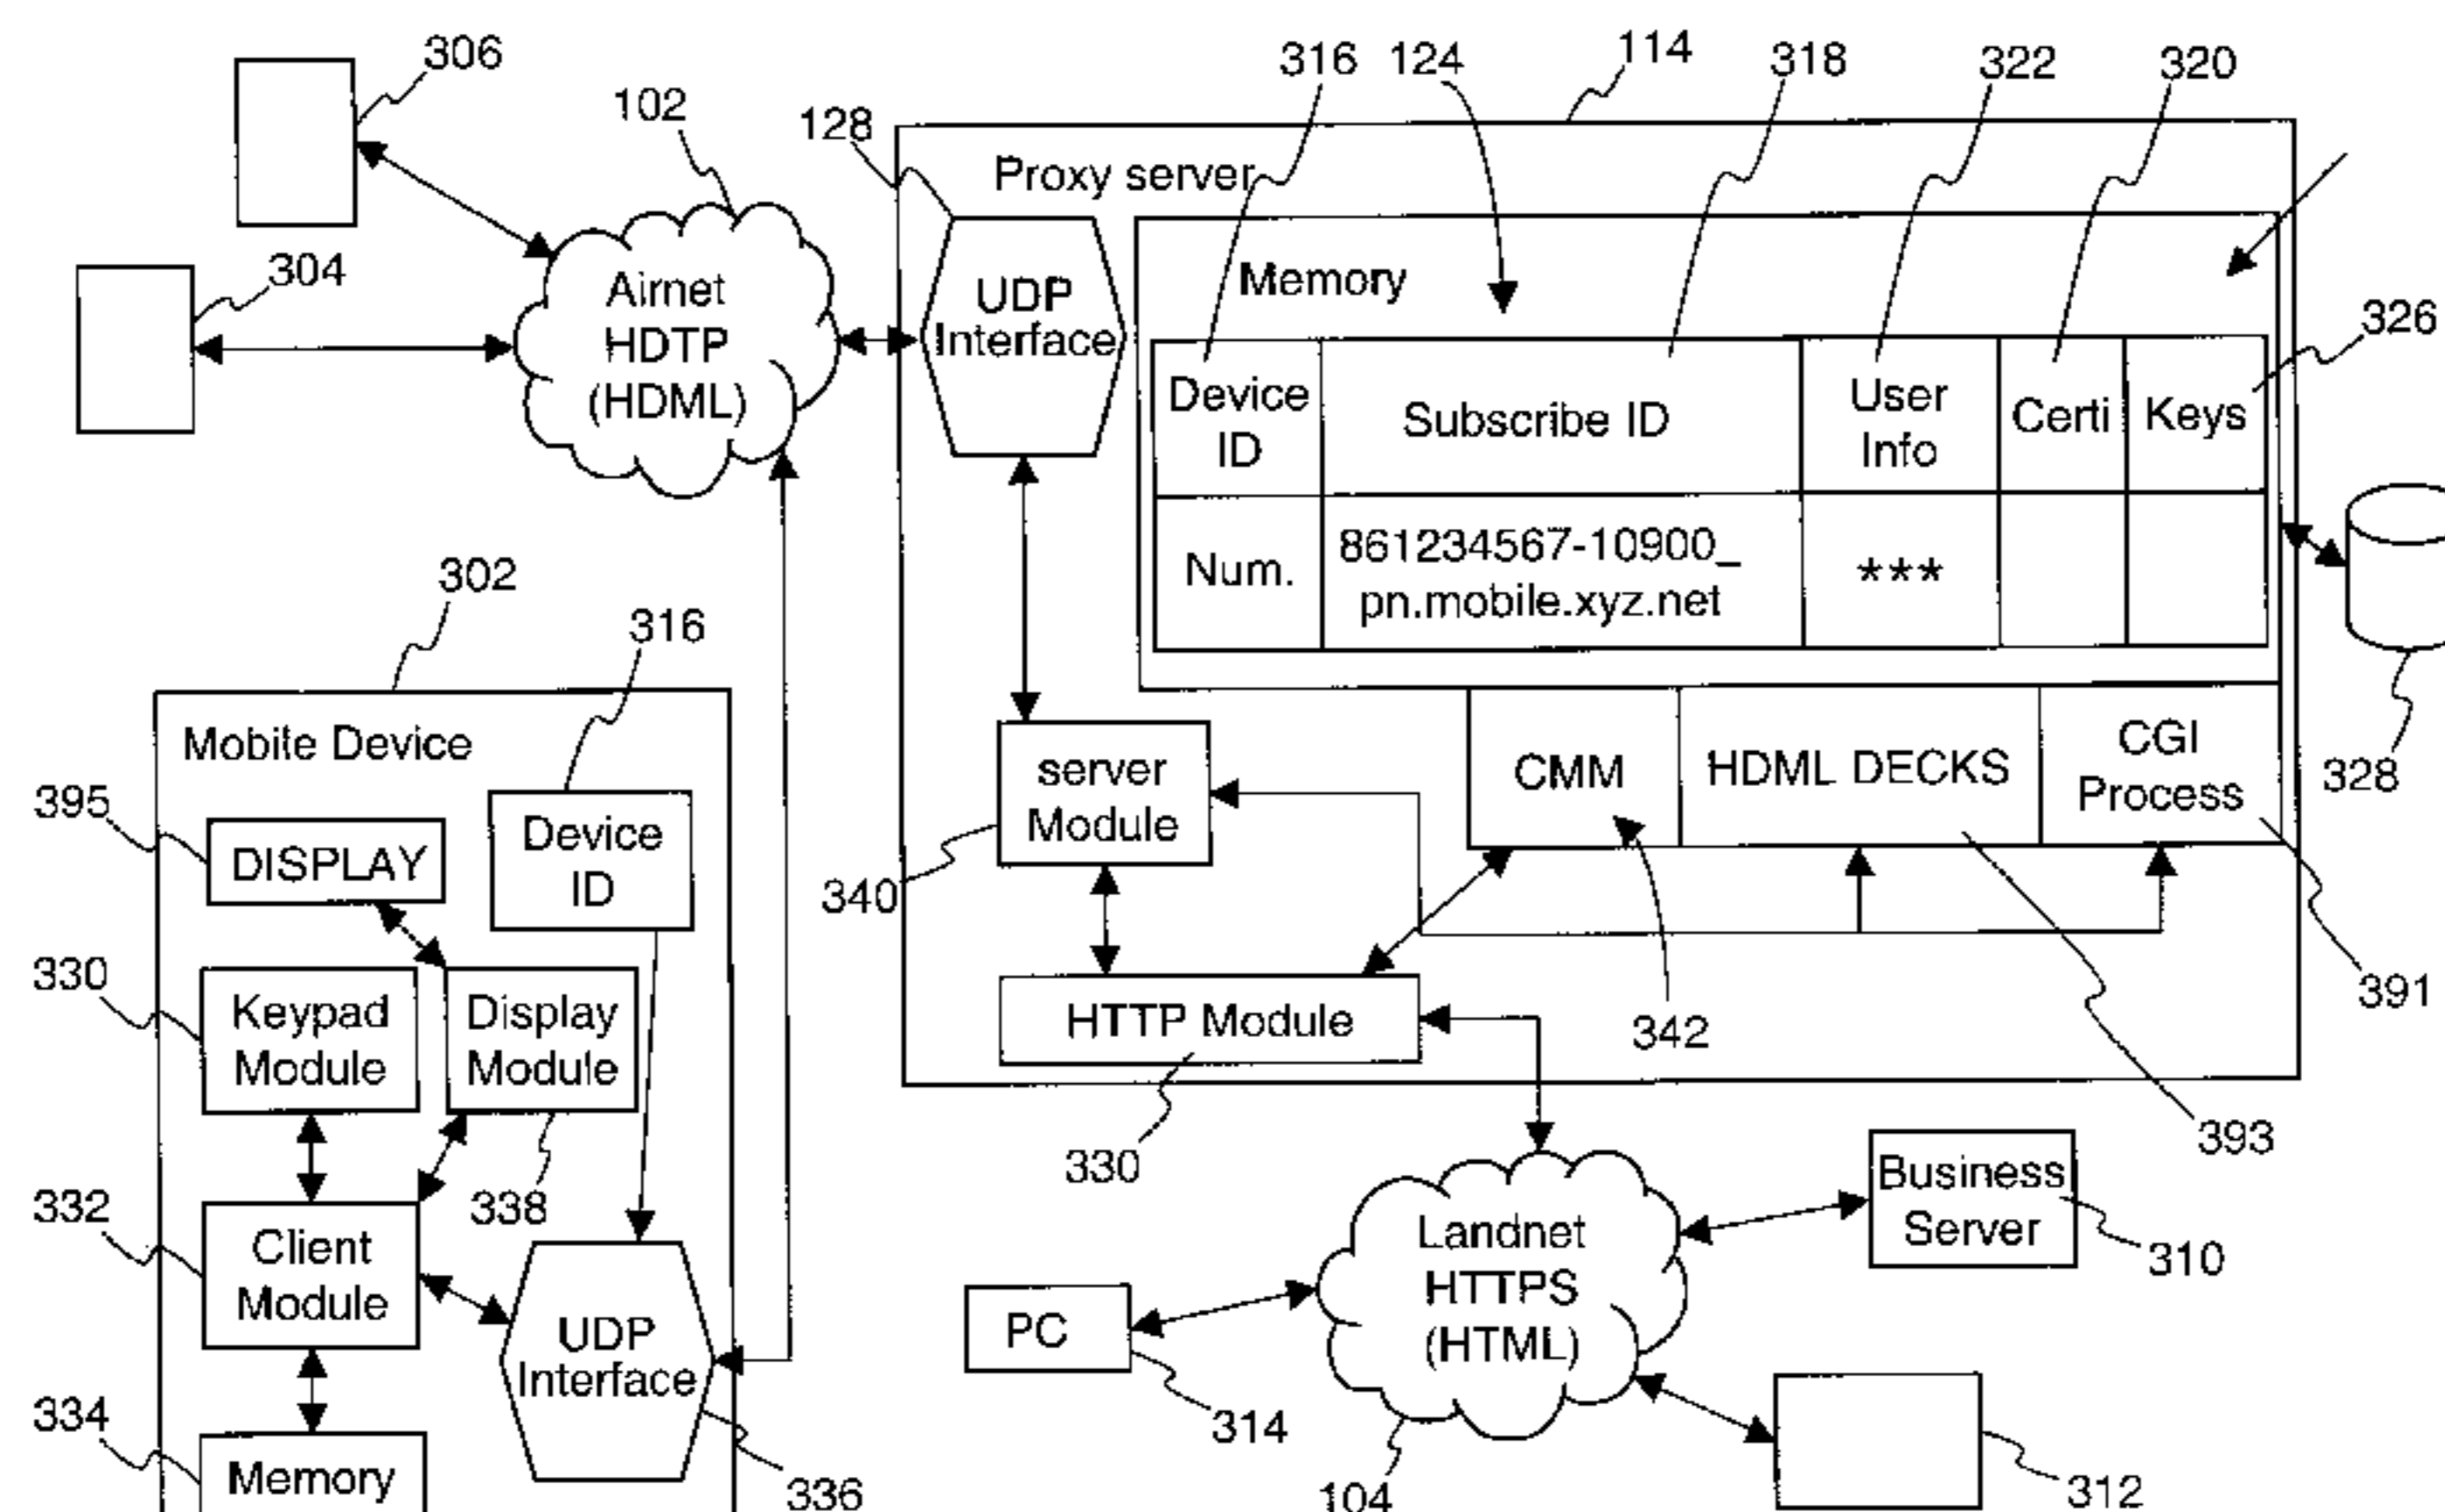 306
316
124
114
318
322
320
102
128
Proxy server
304
Airnet
HDTP
(HDML)
UDP
Interface
Memory
326
Device
ID
Subscribe ID
User
Info
Certi
Keys
Num.
861234567-10900_
pn.mobile.xyz.net
***
328
302
316
Mobile Device
395
DISPLAY
Device
ID
server
Module
340
CMM
HDML DECKS
CGI
Process
330
Keypad
Module
Display
Module
HTTP Module
342
391
393
330
332
Client
Module
338
UDP
Interface
336
334
Memory
Landnet
HTTPS
(HTML)
104
Business
Server
310
PC
314
312